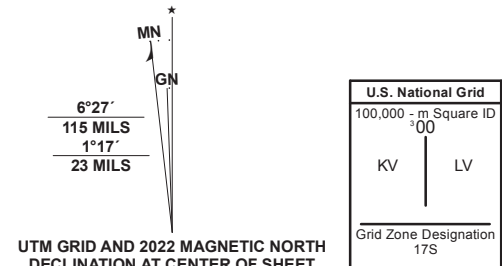 ★
MN
GN
6°27´
115 MILS
1°17´
23 MILS
UTM GRID AND 2022 MAGNETIC NORTH
DECLINATION AT CENTER OF SHEET
U.S. National Grid
100,000 - m Square ID
³00
KV LV
Grid Zone Designation
17S